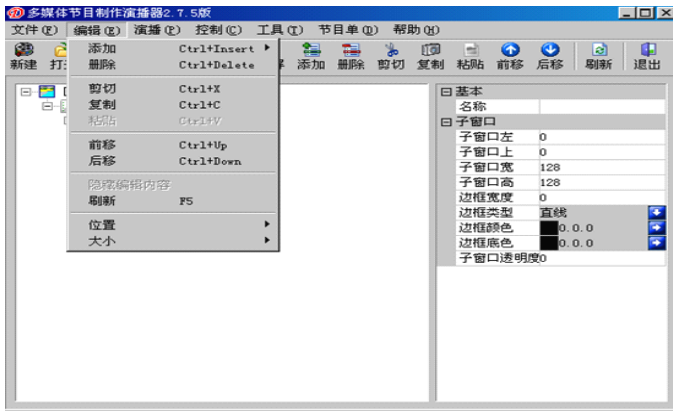 多媒体节目制作演播器2.7.5版
文件(F) 编辑(E) 演播(P) 控制(C) 工具(T) 节目单(D) 帮助(H)
新建 打 添加 删除 剪切 复制 粘贴 前移 后移 刷新 退出
添加 Ctrl+Insert
删除 Ctrl+Delete
剪切 Ctrl+X
复制 Ctrl+C
粘贴 Ctrl+V
前移 Ctrl+Up
后移 Ctrl+Down
隐藏编辑内容
刷新 F5
位置
大小
基本
名称
子窗口
子窗口左 0
子窗口上 0
子窗口宽 128
子窗口高 128
边框宽度 0
边框类型 直线
边框颜色 0.0.0
边框底色 0.0.0
子窗口透明度0